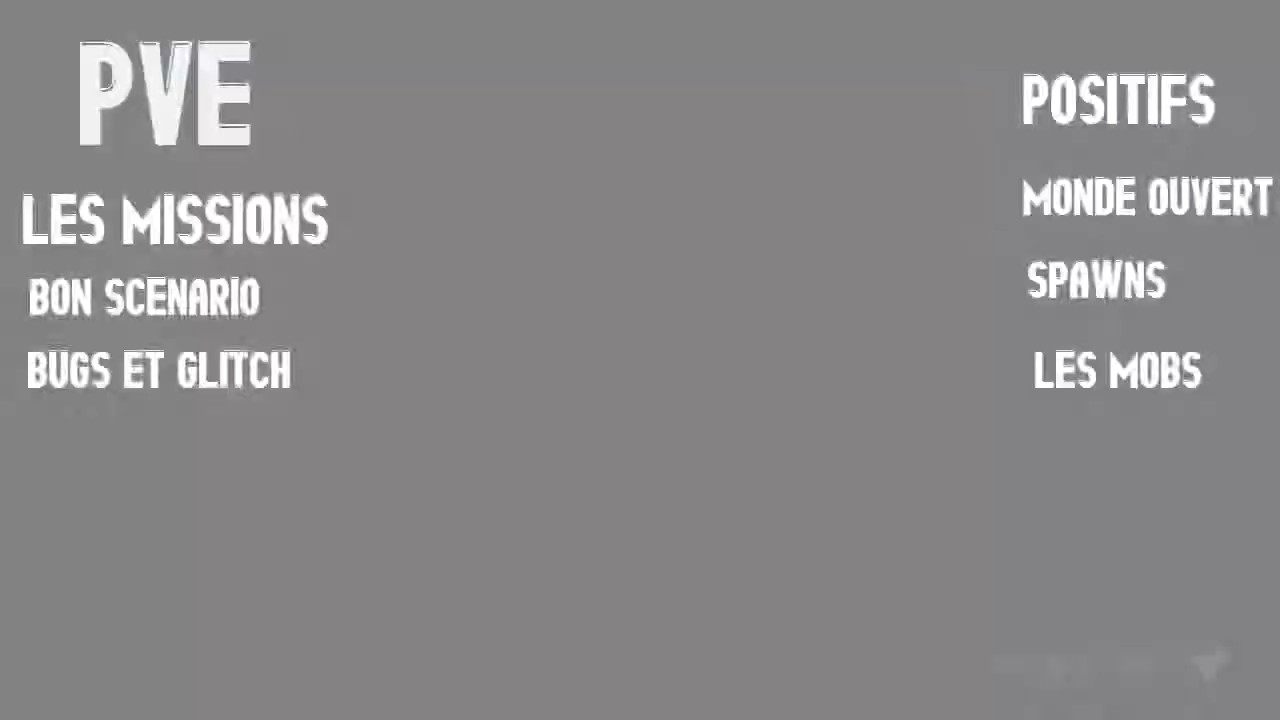 PVE
LES MISSIONS
BON SCENARIO
BUGS ET GLITCH
POSITIFS
MONDE OUVERT
SPAWNS
LES MOBS